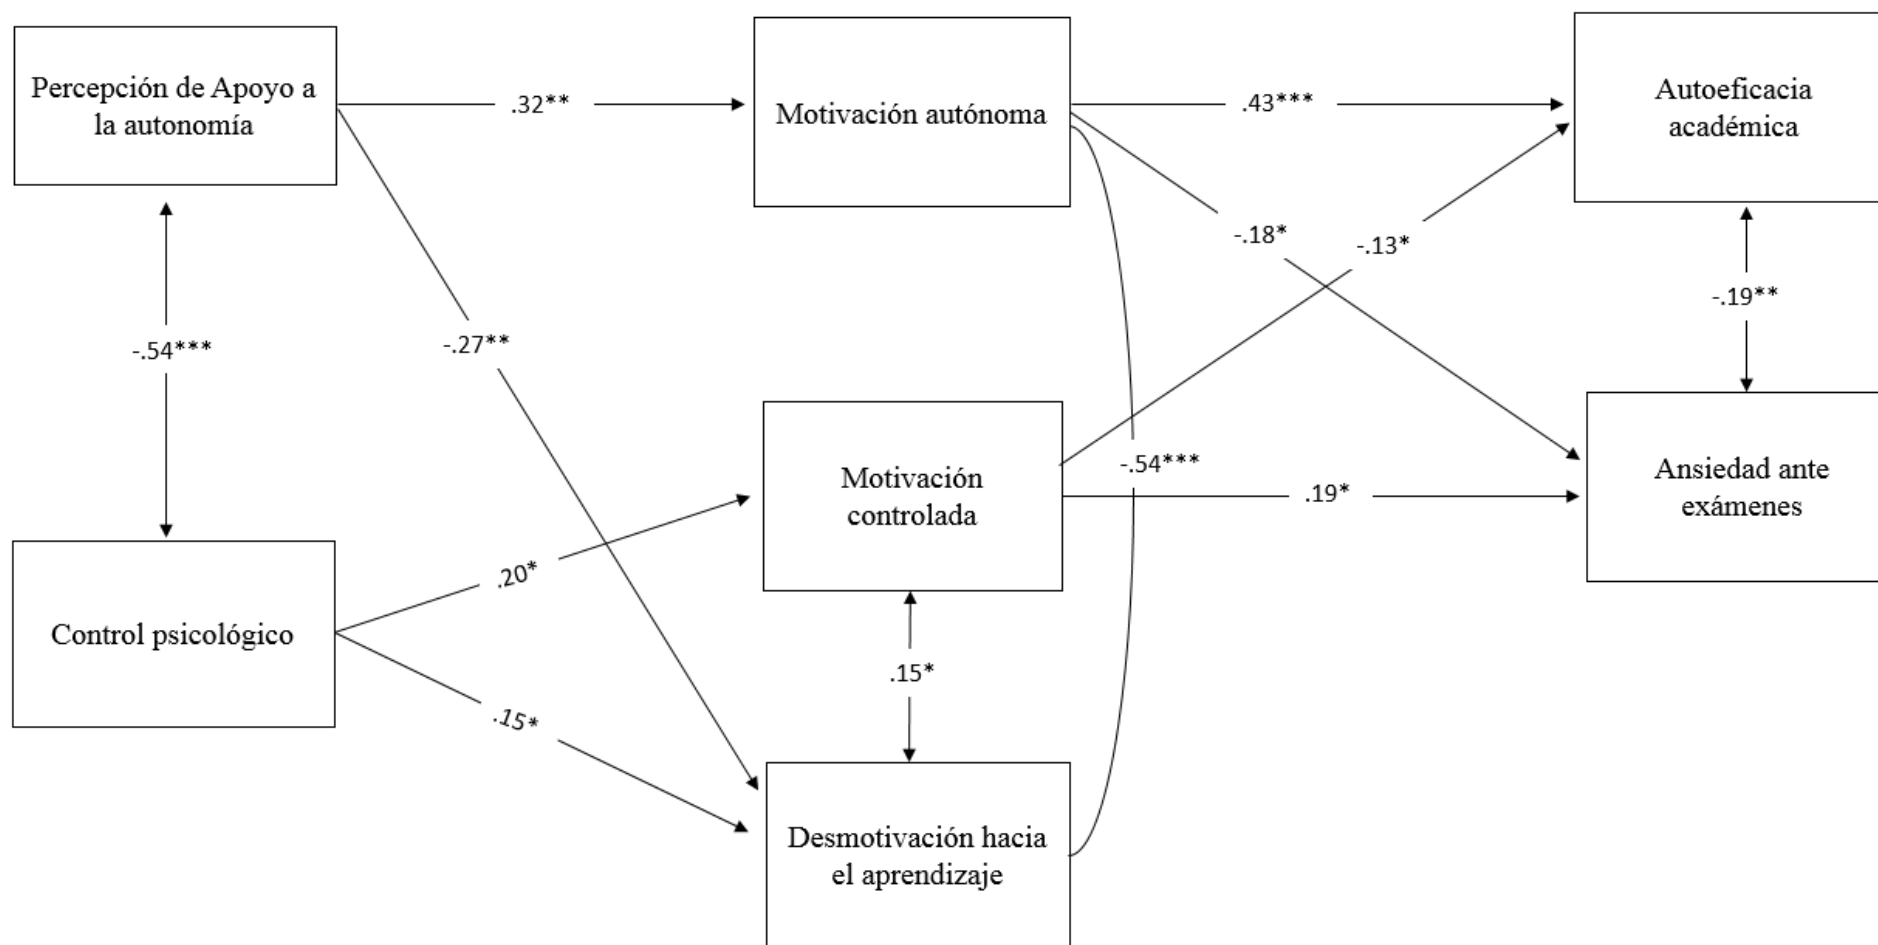 Percepción de Apoyo a
la autonomía
.32**
Motivación autónoma
.43***
Autoeficacia
académica
-.18*
-.13*
-.19**
-.54***
-.27**
-.54***
Motivación
controlada
.19*
Ansiedad ante
exámenes
.20*
Control psicológico
.15*
.15*
Desmotivación hacia
el aprendizaje